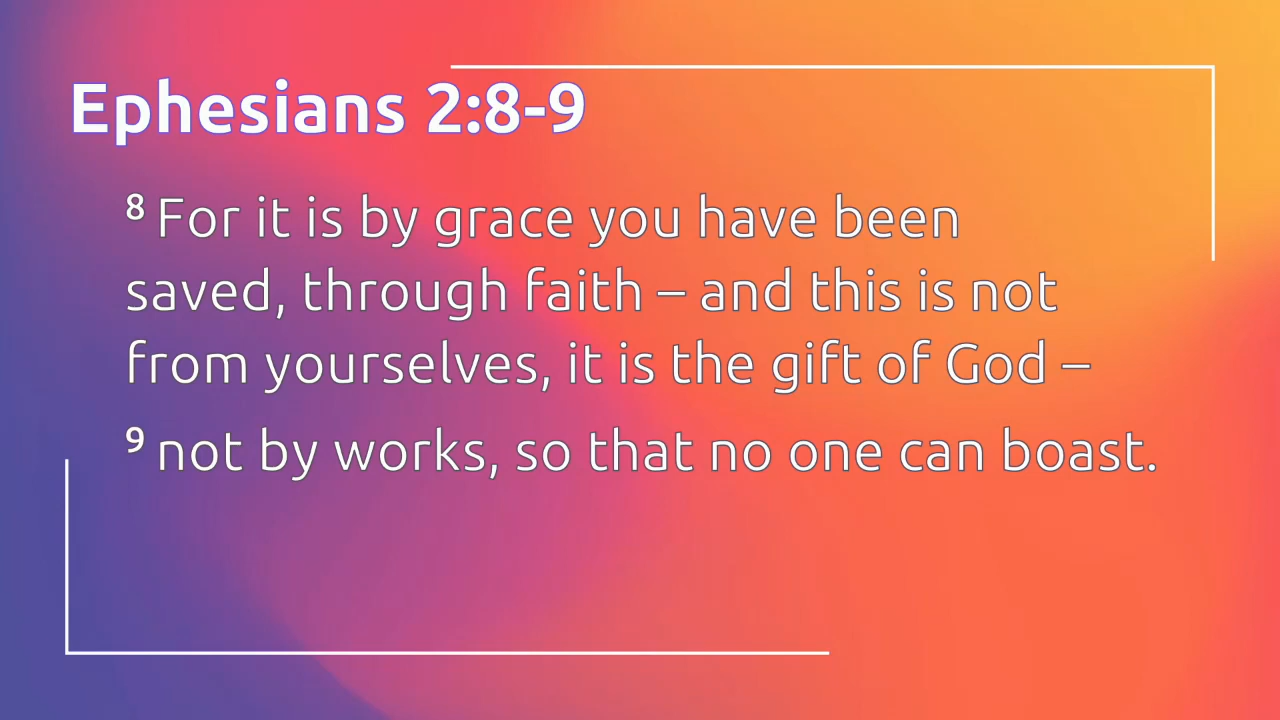 Ephesians 2:8-9
8 For it is by grace you have been
saved, through faith – and this is not
from yourselves, it is the gift of God –
9 not by works, so that no one can boast.